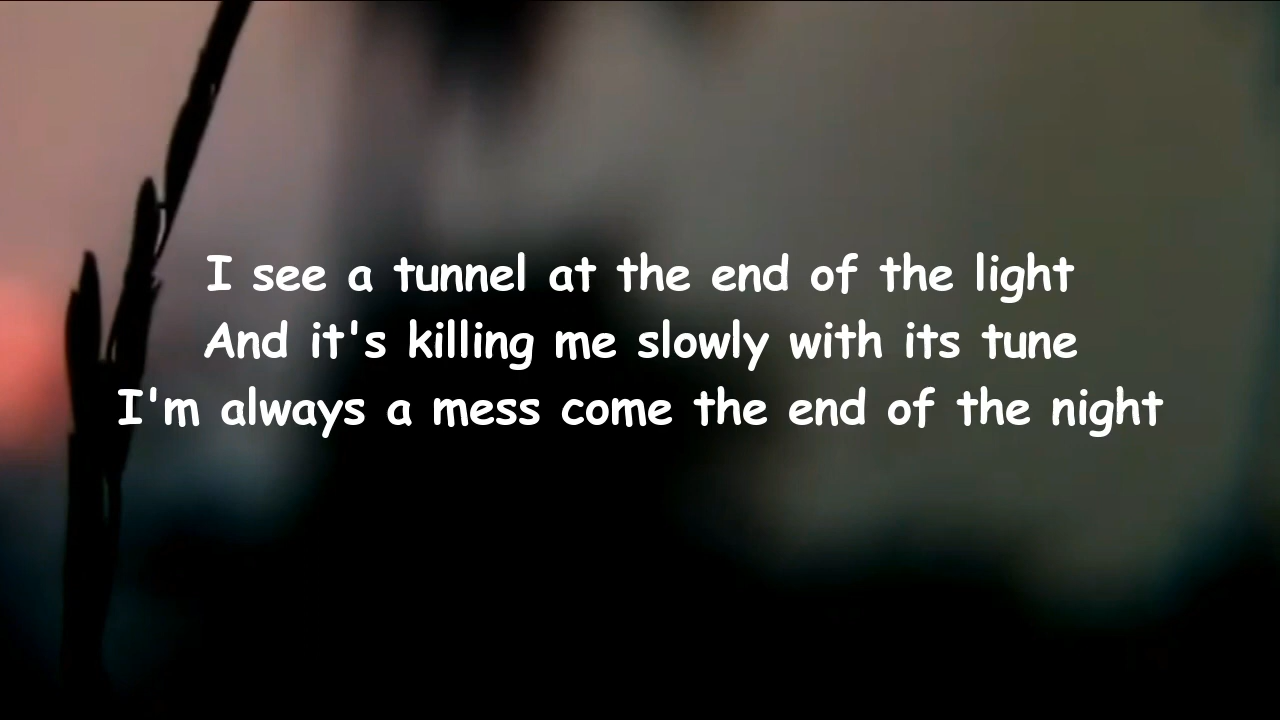 I see a tunnel at the end of the light
And it's killing me slowly with its tune
I'm always a mess come the end of the night